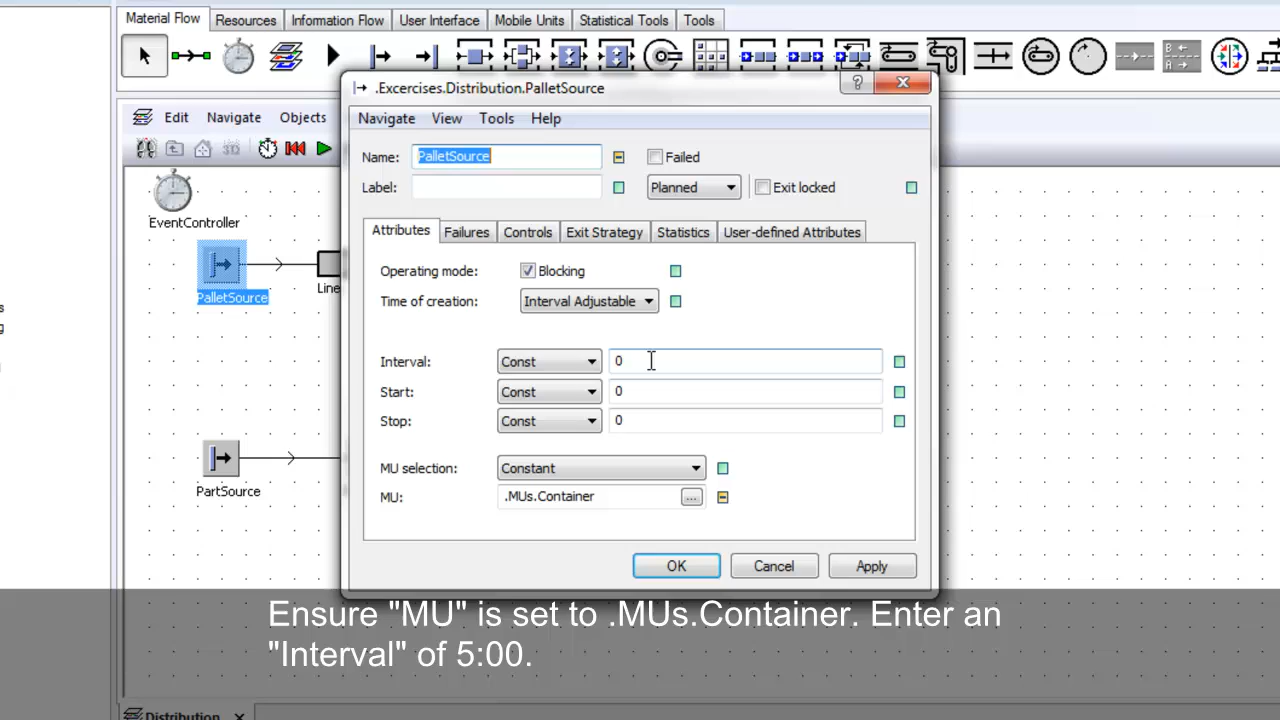 Material Flow Resources Information Flow User Interface Mobile Units Statistical Tools Tools
.Excercises.Distribution.PalletSource
?
Edit Navigate Objects
Navigate View Tools Help
Name: PalletSource Failed
Label: Planned Exit locked
EventController
Attributes Failures Controls Exit Strategy Statistics User-defined Attributes
Operating mode: Blocking
Time of creation: Interval Adjustable
PalletSource
Line
Interval: Const 0
Start: Const 0
Stop: Const 0
MU selection: Constant
MU: .MUs.Container ...
PartSource
OK Cancel Apply
Ensure "MU" is set to .MUs.Container. Enter an
"Interval" of 5:00.
Distribution